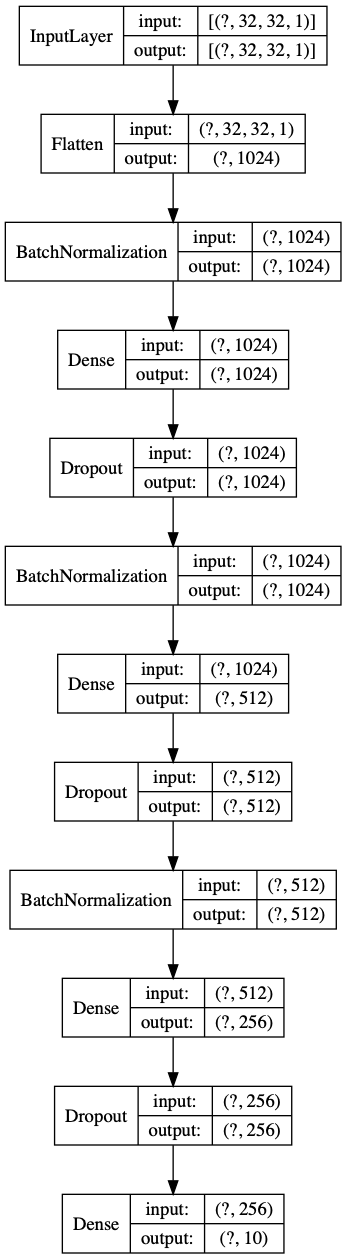 InputLayer
input: [(?, 32, 32, 1)]
output: [(?, 32, 32, 1)]
Flatten
input: (?, 32, 32, 1)
output: (?, 1024)
BatchNormalization
input: (?, 1024)
output: (?, 1024)
Dense
input: (?, 1024)
output: (?, 1024)
Dropout
input: (?, 1024)
output: (?, 1024)
BatchNormalization
input: (?, 1024)
output: (?, 1024)
Dense
input: (?, 1024)
output: (?, 512)
Dropout
input: (?, 512)
output: (?, 512)
BatchNormalization
input: (?, 512)
output: (?, 512)
Dense
input: (?, 512)
output: (?, 256)
Dropout
input: (?, 256)
output: (?, 256)
Dense
input: (?, 256)
output: (?, 10)